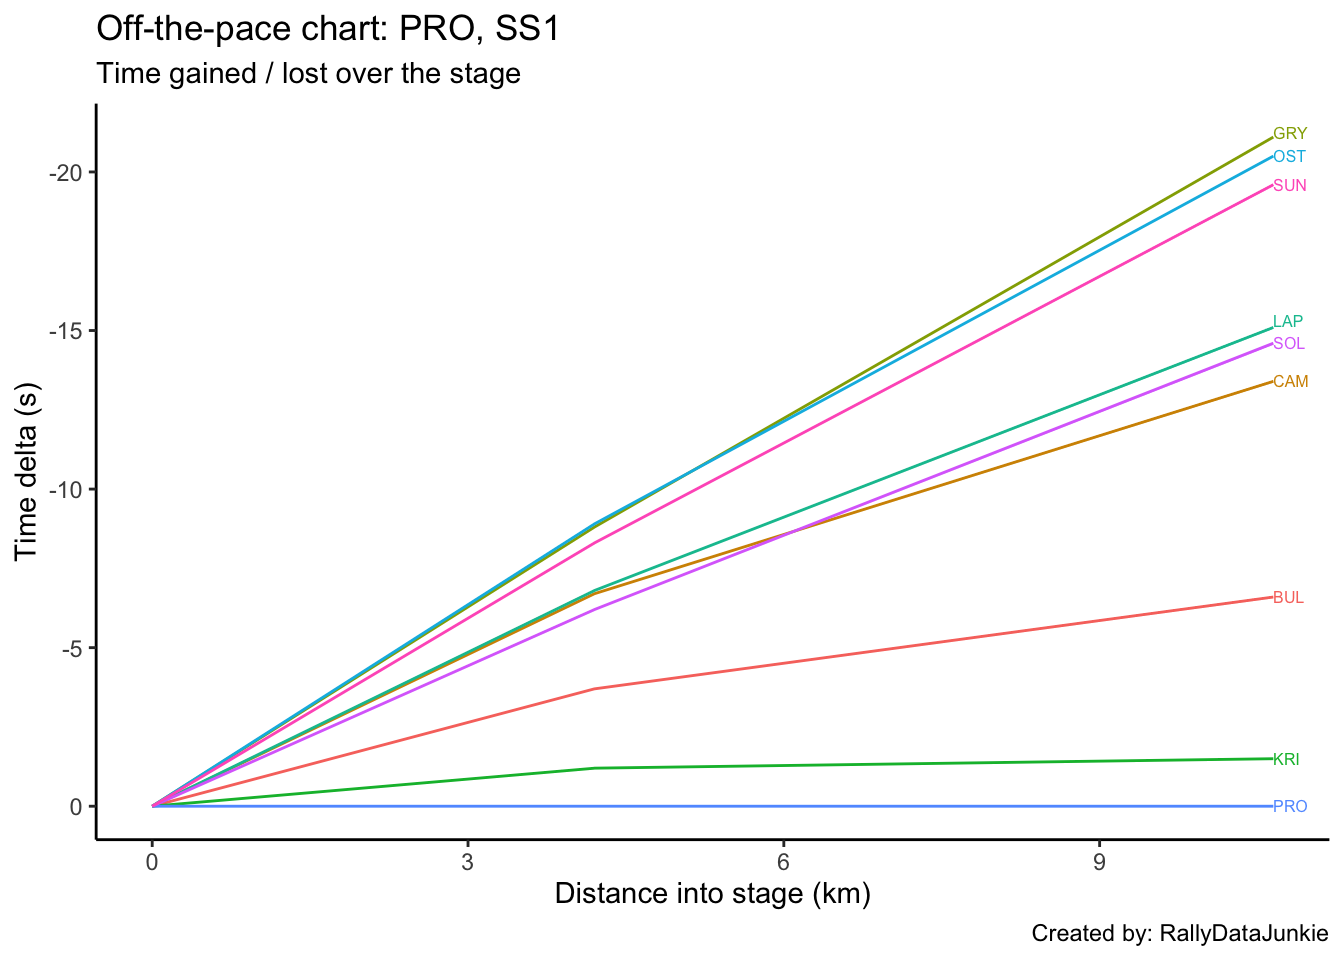 Off-the-pace chart: PRO, SS1
Time gained / lost over the stage
GRY
OST
SUN
LAP
SOL
CAM
BUL
KRI
PRO
-20
-15
-10
-5
0
Time delta (s)
0 3 6 9
Distance into stage (km)
Created by: RallyDataJunkie